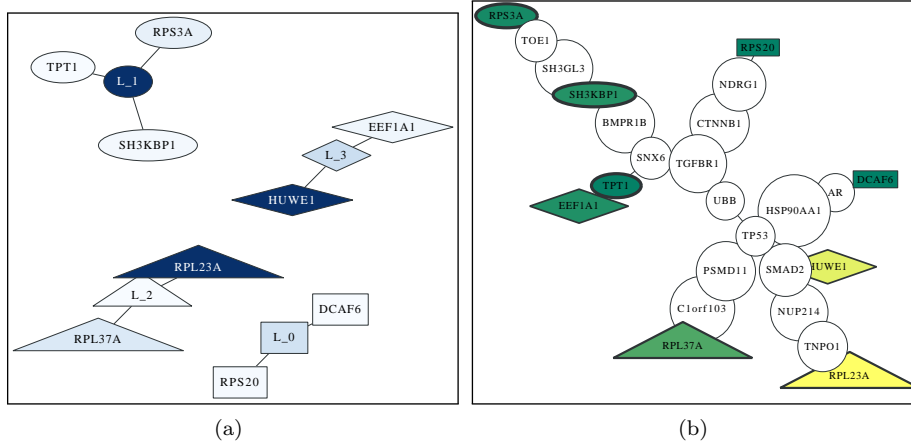 RPS3A
TPT1
L_1
SH3KBP1
EEF1A1
L_3
HUWE1
RPL23A
L_2
RPL37A
DCAF6
L_0
RPS20
(a)
RPS3A
TOE1
RPS20
SH3GL3
NDRG1
SH3KBP1
BMPR1B
CTNNB1
SNX6
TGFBR1
TPT1
DCAF6
EEF1A1
UBB
AR
HSP90AA1
TP53
PSMD11
SMAD2
HUWE1
C1orf103
NUP214
RPL37A
TNPO1
RPL23A
(b)